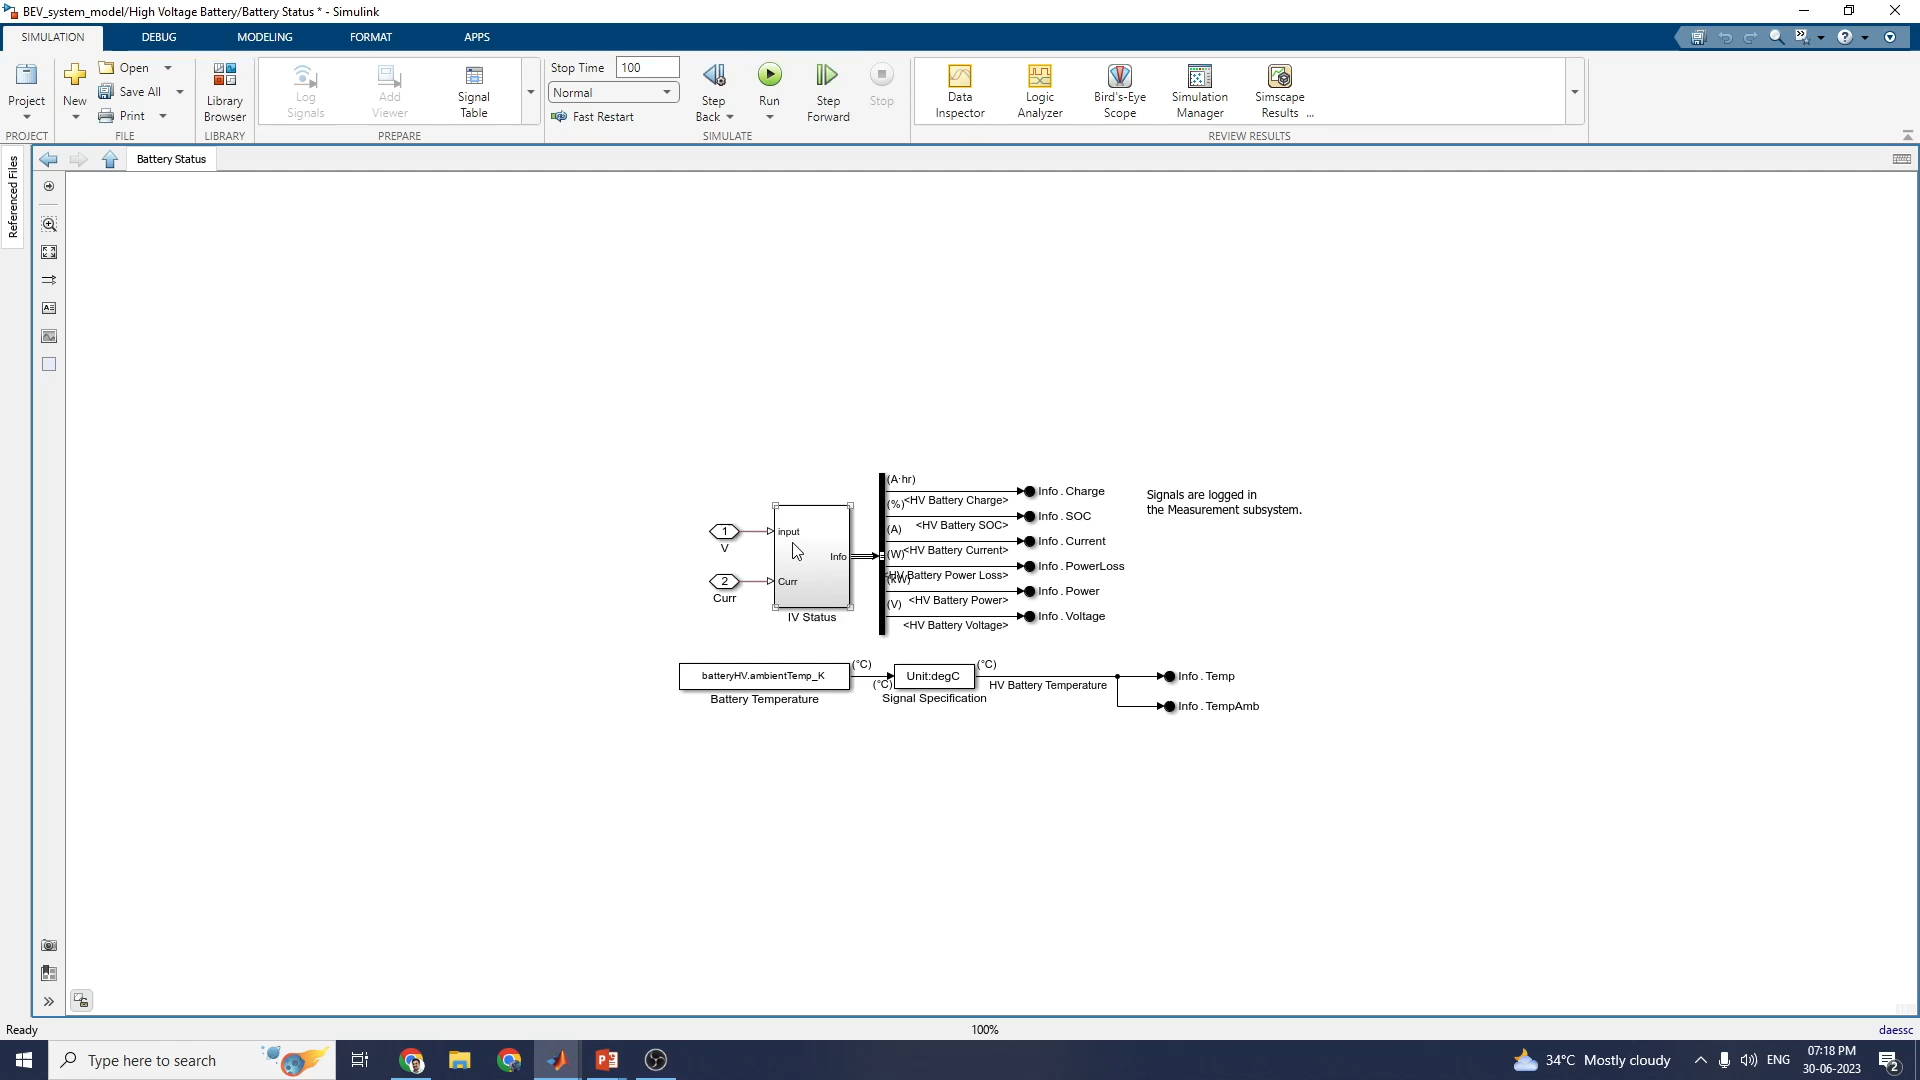 BEV_system_model/High Voltage Battery/Battery Status * - Simulink
SIMULATION DEBUG MODELING FORMAT APPS
Project
New
Open
Save All
Print
Library Browser
Log Signals
Add Viewer
Signal Table
Stop Time 100
Normal
Fast Restart
Step Back
Run
Step Forward
Stop
Data Inspector
Logic Analyzer
Bird's-Eye Scope
Simulation Manager
Simscape Results ...
PROJECT FILE LIBRARY PREPARE SIMULATE REVIEW RESULTS
Referenced Files
Battery Status
1
V
2
Curr
input
Curr
Info
IV Status
(A·hr)
<HV Battery Charge>
Info . Charge
(%)
<HV Battery SOC>
Info . SOC
(A)
<HV Battery Current>
Info . Current
(W)
<HV Battery Power Loss>
Info . PowerLoss
(kW)
<HV Battery Power>
Info . Power
(V)
<HV Battery Voltage>
Info . Voltage
Signals are logged in
the Measurement subsystem.
batteryHV.ambientTemp_K
Battery Temperature
(°C)
(°C)
Unit:degC
Signal Specification
(°C)
HV Battery Temperature
Info . Temp
Info . TempAmb
Ready 100% daessc
Type here to search
34°C Mostly cloudy
ENG
07:18 PM
30-06-2023
2